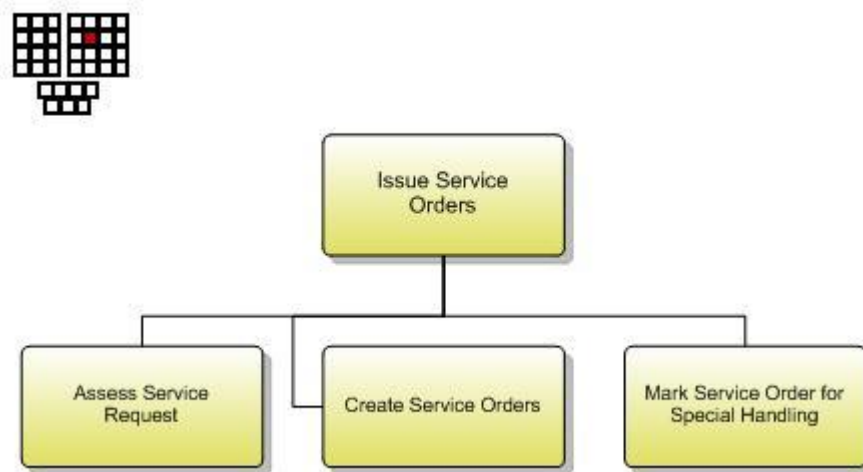 Issue Service
Orders
Assess Service
Request
Create Service Orders
Mark Service Order for
Special Handling